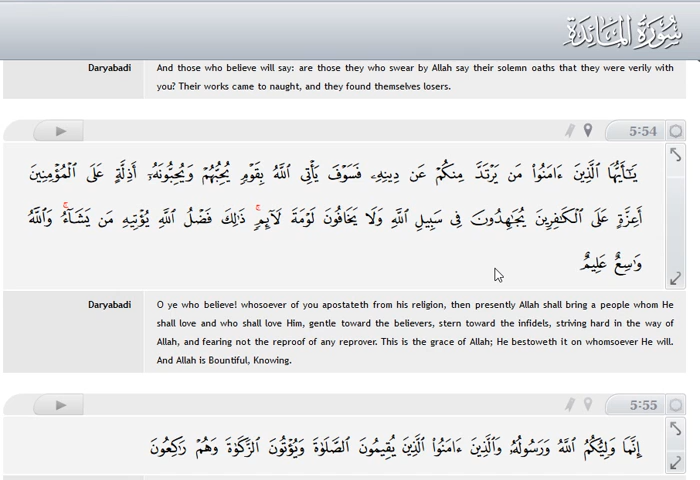 سُورَةُ المَائِدَة
Daryabadi
And those who believe will say: are those they who swear by Allah say their solemn oaths that they were verily with
you? Their works came to naught, and they found themselves losers.
5:54
يَـٰٓأَيُّهَا ٱلَّذِينَ ءَامَنُوا۟ مَن يَرْتَدَّ مِنكُمْ عَن دِينِهِۦ فَسَوْفَ يَأْتِى ٱللَّهُ بِقَوْمٍ يُحِبُّهُمْ وَيُحِبُّونَهُۥٓ أَذِلَّةٍ عَلَى ٱلْمُؤْمِنِينَ
أَعِزَّةٍ عَلَى ٱلْكَـٰفِرِينَ يُجَـٰهِدُونَ فِى سَبِيلِ ٱللَّهِ وَلَا يَخَافُونَ لَوْمَةَ لَآئِمٍ ۚ ذَٰلِكَ فَضْلُ ٱللَّهِ يُؤْتِيهِ مَن يَشَآءُ ۚ وَٱللَّهُ
وَٰسِعٌ عَلِيمٌ
Daryabadi
O ye who believe! whosoever of you apostateth from his religion, then presently Allah shall bring a people whom He
shall love and who shall love Him, gentle toward the believers, stern toward the infidels, striving hard in the way of
Allah, and fearing not the reproof of any reprover. This is the grace of Allah; He bestoweth it on whomsoever He will.
And Allah is Bountiful, Knowing.
5:55
إِنَّمَا وَلِيُّكُمُ ٱللَّهُ وَرَسُولُهُۥ وَٱلَّذِينَ ءَامَنُوا۟ ٱلَّذِينَ يُقِيمُونَ ٱلصَّلَوٰةَ وَيُؤْتُونَ ٱلزَّكَوٰةَ وَهُمْ رَٰكِعُونَ